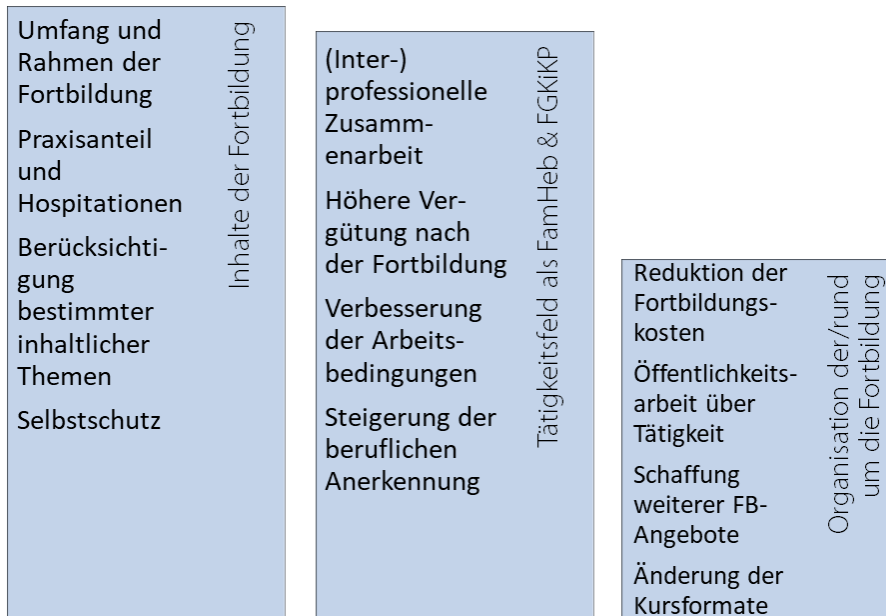 Umfang und
Rahmen der
Fortbildung
Praxisanteil
und
Hospitationen
Berücksichti-
gung
bestimmter
inhaltlicher
Themen
Selbstschutz
Inhalte der Fortbildung
(Inter-)
professionelle
Zusamm-
enarbeit
Höhere Ver-
gütung nach
der Fortbildung
Verbesserung
der Arbeits-
bedingungen
Steigerung der
beruflichen
Anerkennung
Tätigkeitsfeld als FamHeb & FGKiKP
Reduktion der
Fortbildungs-
kosten
Öffentlichkeits-
arbeit über
Tätigkeit
Schaffung
weiterer FB-
Angebote
Änderung der
Kursformate
Organisation der/rund
um die Fortbildung